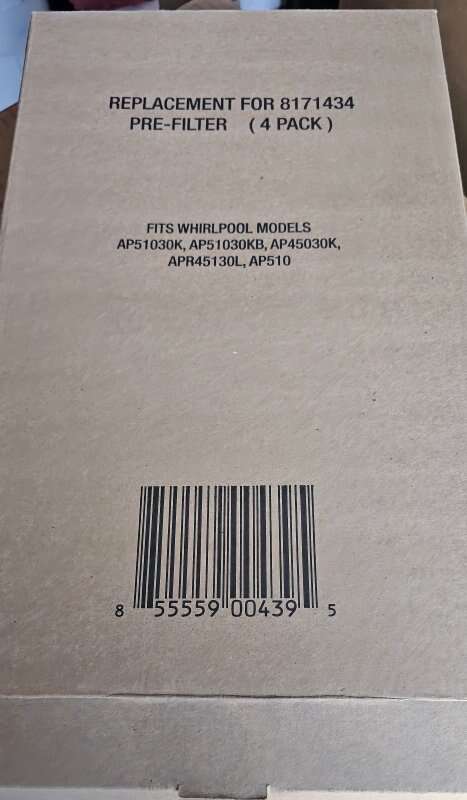 REPLACEMENT FOR 8171434
PRE-FILTER ( 4 PACK )
FITS WHIRLPOOL MODELS
AP51030K, AP51030KB, AP45030K,
APR45130L, AP510
8 55559 00439 5